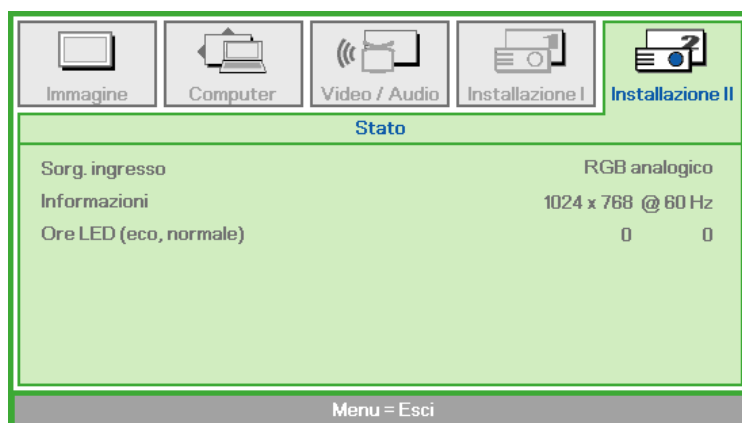 Immagine Computer Video / Audio Installazione I Installazione II
Stato
Sorg. ingresso RGB analogico
Informazioni 1024 x 768 @ 60 Hz
Ore LED (eco, normale) 0 0
Menu = Esci